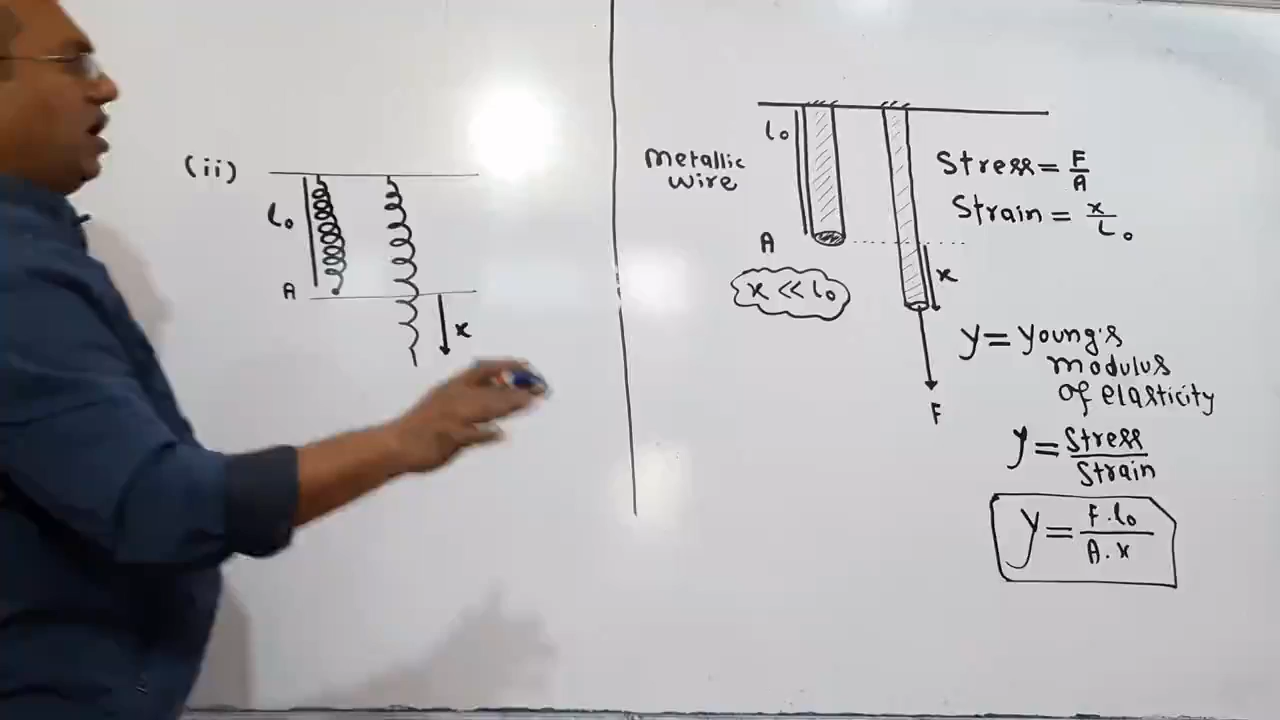 (ii)
l₀
A
x
Metallic
wire
l₀
A
x << l₀
x
F
Stress = F/A
Strain = x/L₀
Y = Young's
modulus
of elasticity
Y = Stress/Strain
Y = F.l₀/A.x